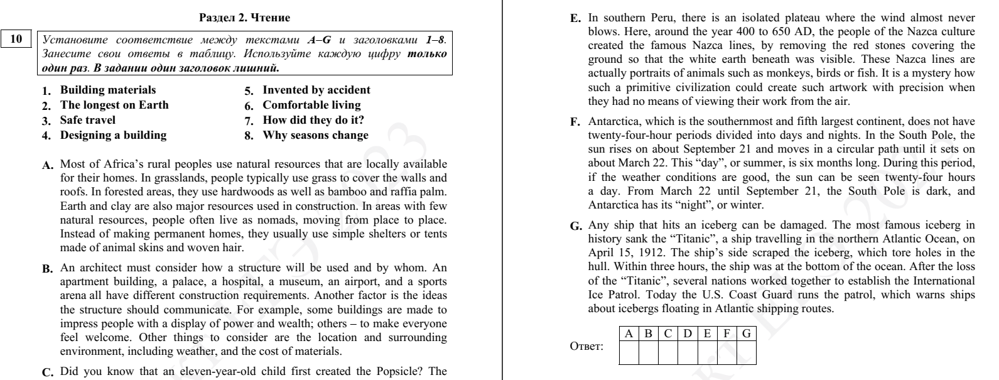 Раздел 2. Чтение
10
Установите соответствие между текстами A–G и заголовками 1–8.
Занесите свои ответы в таблицу. Используйте каждую цифру только
один раз. В задании один заголовок лишний.
1. Building materials
2. The longest on Earth
3. Safe travel
4. Designing a building
5. Invented by accident
6. Comfortable living
7. How did they do it?
8. Why seasons change
A. Most of Africa’s rural peoples use natural resources that are locally available
for their homes. In grasslands, people typically use grass to cover the walls and
roofs. In forested areas, they use hardwoods as well as bamboo and raffia palm.
Earth and clay are also major resources used in construction. In areas with few
natural resources, people often live as nomads, moving from place to place.
Instead of making permanent homes, they usually use simple shelters or tents
made of animal skins and woven hair.
B. An architect must consider how a structure will be used and by whom. An
apartment building, a palace, a hospital, a museum, an airport, and a sports
arena all have different construction requirements. Another factor is the ideas
the structure should communicate. For example, some buildings are made to
impress people with a display of power and wealth; others – to make everyone
feel welcome. Other things to consider are the location and surrounding
environment, including weather, and the cost of materials.
C. Did you know that an eleven-year-old child first created the Popsicle? The
E. In southern Peru, there is an isolated plateau where the wind almost never
blows. Here, around the year 400 to 650 AD, the people of the Nazca culture
created the famous Nazca lines, by removing the red stones covering the
ground so that the white earth beneath was visible. These Nazca lines are
actually portraits of animals such as monkeys, birds or fish. It is a mystery how
such a primitive civilization could create such artwork with precision when
they had no means of viewing their work from the air.
F. Antarctica, which is the southernmost and fifth largest continent, does not have
twenty-four-hour periods divided into days and nights. In the South Pole, the
sun rises on about September 21 and moves in a circular path until it sets on
about March 22. This “day”, or summer, is six months long. During this period,
if the weather conditions are good, the sun can be seen twenty-four hours
a day. From March 22 until September 21, the South Pole is dark, and
Antarctica has its “night”, or winter.
G. Any ship that hits an iceberg can be damaged. The most famous iceberg in
history sank the “Titanic”, a ship travelling in the northern Atlantic Ocean, on
April 15, 1912. The ship’s side scraped the iceberg, which tore holes in the
hull. Within three hours, the ship was at the bottom of the ocean. After the loss
of the “Titanic”, several nations worked together to establish the International
Ice Patrol. Today the U.S. Coast Guard runs the patrol, which warns ships
about icebergs floating in Atlantic shipping routes.
A B C D E F G
Ответ: